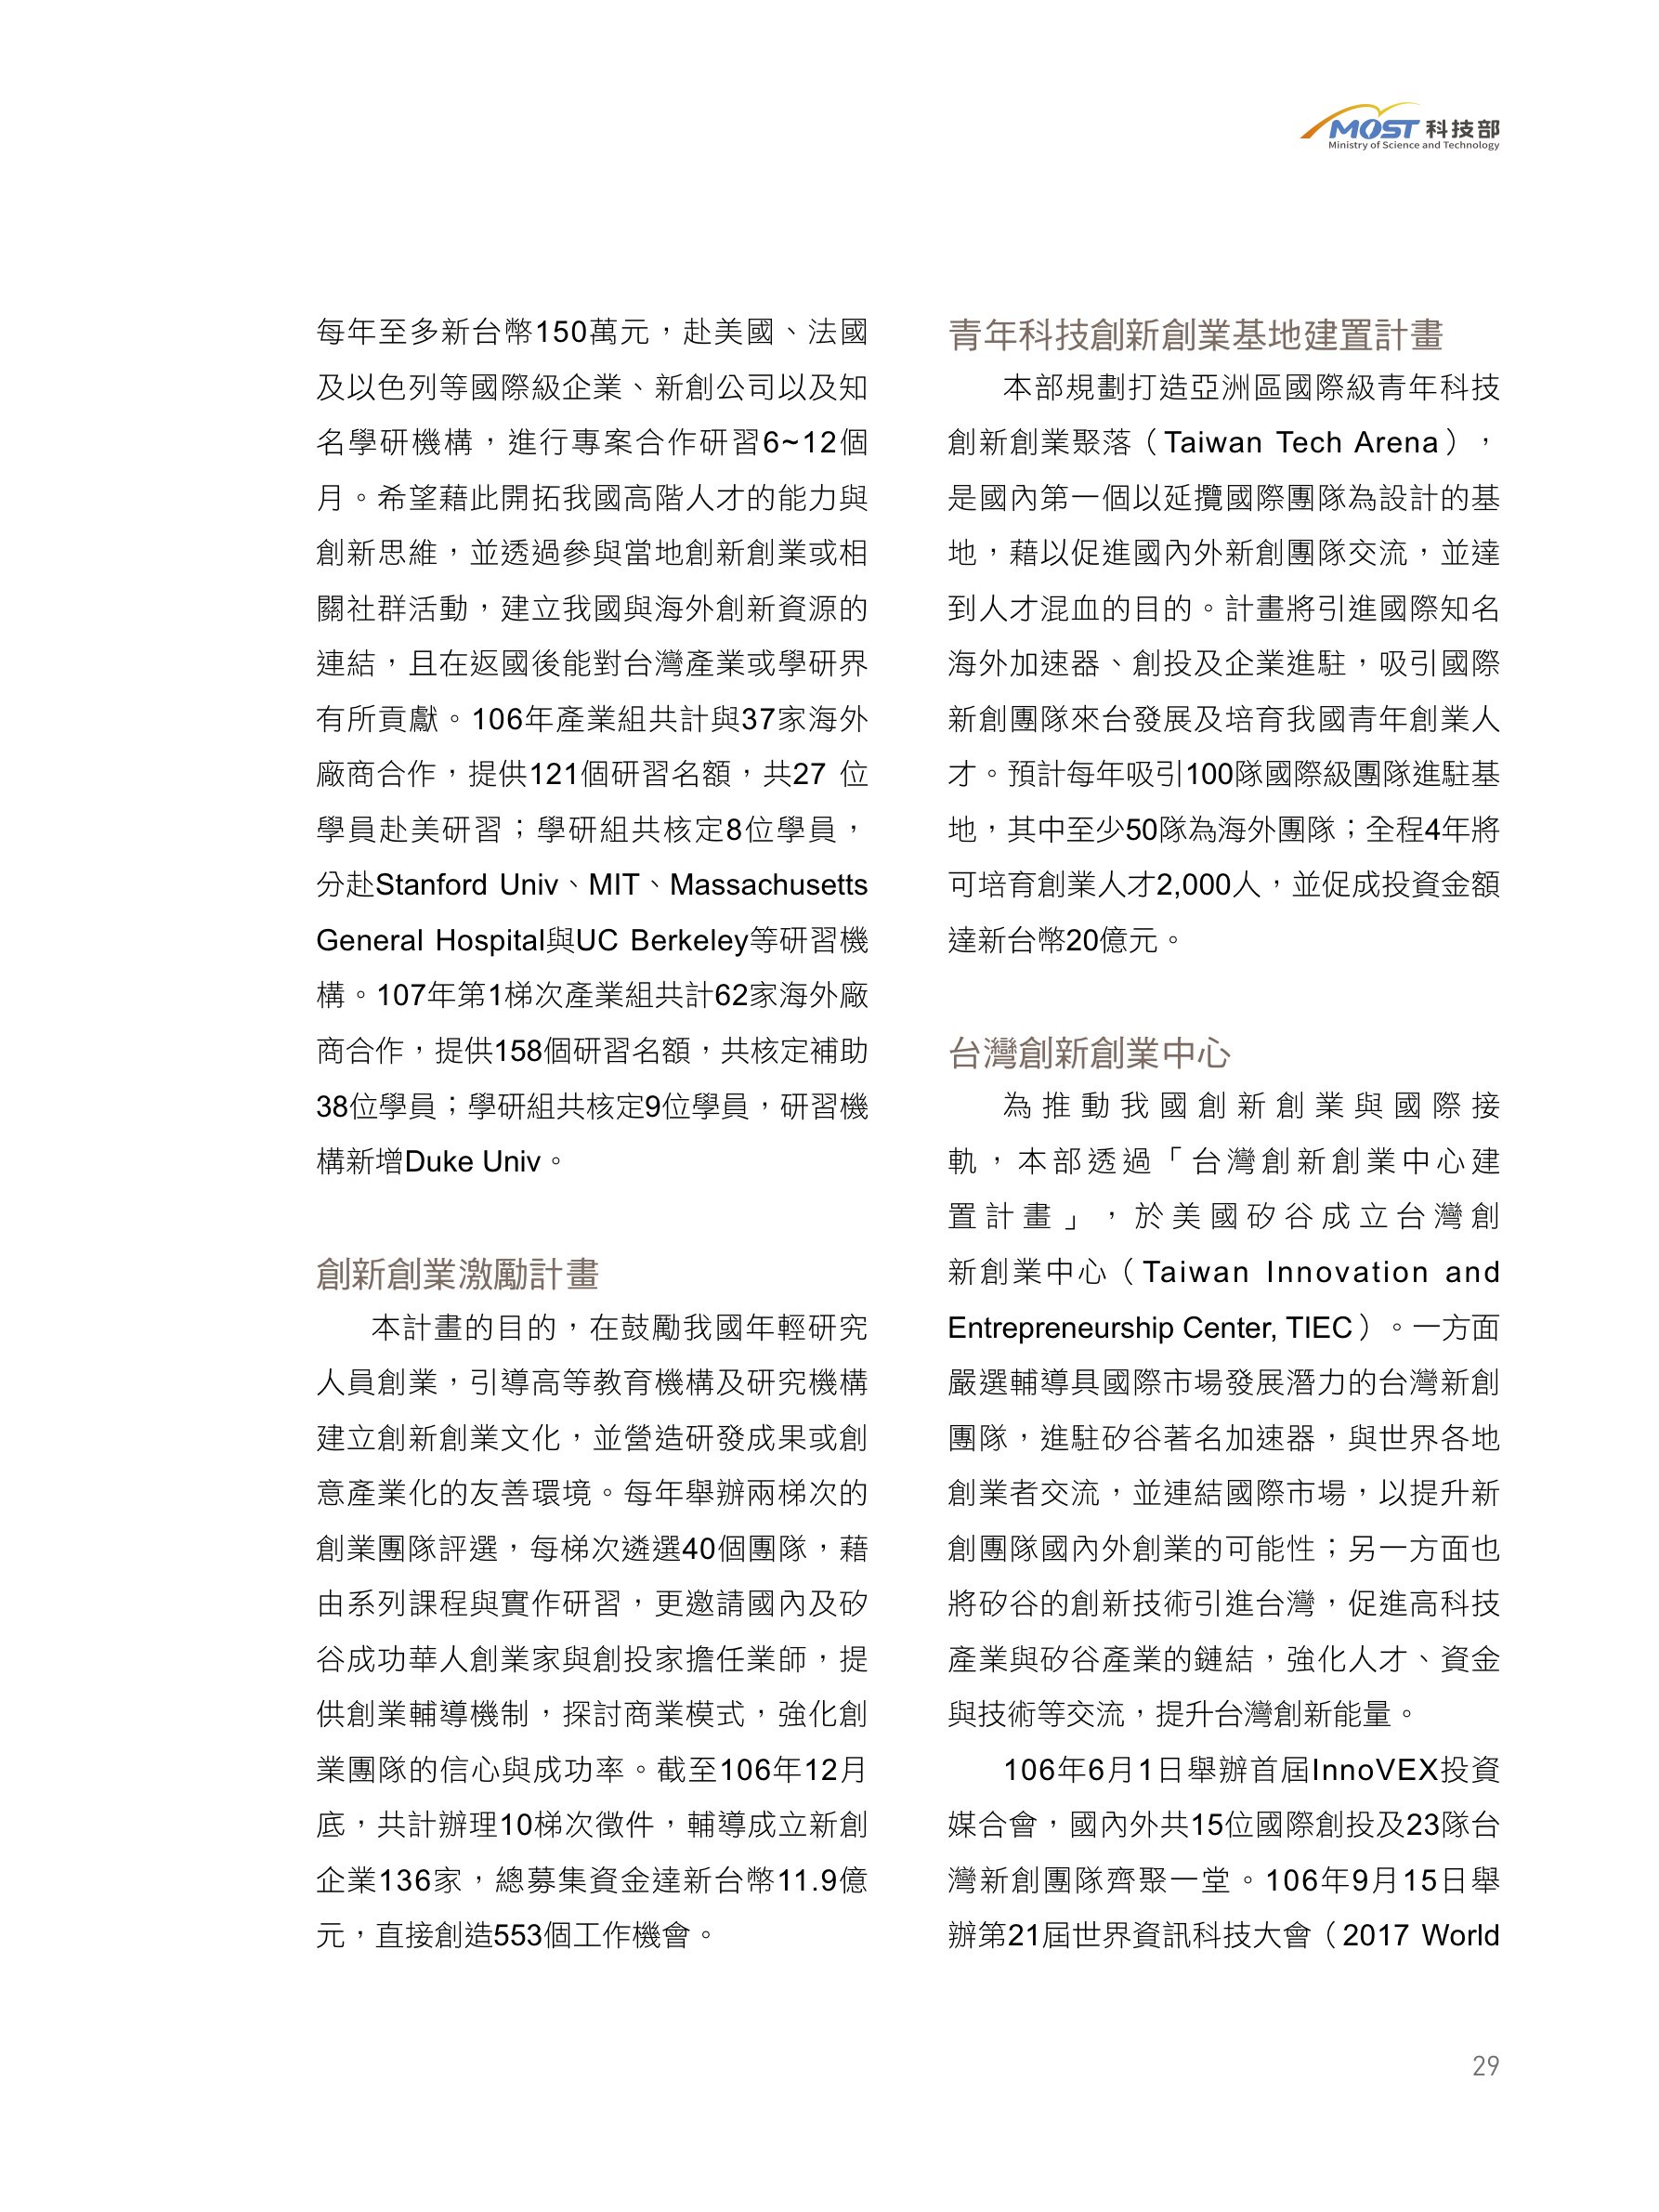 MOST 科技部
Ministry of Science and Technology
每年至多新台幣150萬元，赴美國、法國
及以色列等國際級企業、新創公司以及知
名學研機構，進行專案合作研習6~12個
月。希望藉此開拓我國高階人才的能力與
創新思維，並透過參與當地創新創業或相
關社群活動，建立我國與海外創新資源的
連結，且在返國後能對台灣產業或學研界
有所貢獻。106年產業組共計與37家海外
廠商合作，提供121個研習名額，共27 位
學員赴美研習；學研組共核定8位學員，
分赴Stanford Univ、MIT、Massachusetts
General Hospital與UC Berkeley等研習機
構。107年第1梯次產業組共計62家海外廠
商合作，提供158個研習名額，共核定補助
38位學員；學研組共核定9位學員，研習機
構新增Duke Univ。
創新創業激勵計畫
本計畫的目的，在鼓勵我國年輕研究
人員創業，引導高等教育機構及研究機構
建立創新創業文化，並營造研發成果或創
意產業化的友善環境。每年舉辦兩梯次的
創業團隊評選，每梯次遴選40個團隊，藉
由系列課程與實作研習，更邀請國內及矽
谷成功華人創業家與創投家擔任業師，提
供創業輔導機制，探討商業模式，強化創
業團隊的信心與成功率。截至106年12月
底，共計辦理10梯次徵件，輔導成立新創
企業136家，總募集資金達新台幣11.9億
元，直接創造553個工作機會。
青年科技創新創業基地建置計畫
本部規劃打造亞洲區國際級青年科技
創新創業聚落（Taiwan Tech Arena），
是國內第一個以延攬國際團隊為設計的基
地，藉以促進國內外新創團隊交流，並達
到人才混血的目的。計畫將引進國際知名
海外加速器、創投及企業進駐，吸引國際
新創團隊來台發展及培育我國青年創業人
才。預計每年吸引100隊國際級團隊進駐基
地，其中至少50隊為海外團隊；全程4年將
可培育創業人才2,000人，並促成投資金額
達新台幣20億元。
台灣創新創業中心
為推動我國創新創業與國際接
軌，本部透過「台灣創新創業中心建
置計畫」，於美國矽谷成立台灣創
新創業中心（Taiwan Innovation and
Entrepreneurship Center, TIEC）。一方面
嚴選輔導具國際市場發展潛力的台灣新創
團隊，進駐矽谷著名加速器，與世界各地
創業者交流，並連結國際市場，以提升新
創團隊國內外創業的可能性；另一方面也
將矽谷的創新技術引進台灣，促進高科技
產業與矽谷產業的鏈結，強化人才、資金
與技術等交流，提升台灣創新能量。
106年6月1日舉辦首屆InnoVEX投資
媒合會，國內外共15位國際創投及23隊台
灣新創團隊齊聚一堂。106年9月15日舉
辦第21屆世界資訊科技大會（2017 World
29